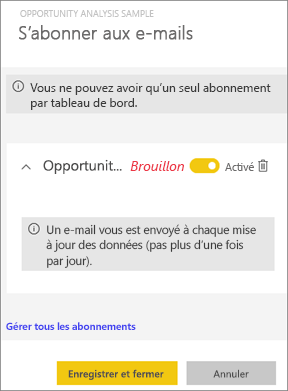 OPPORTUNITY ANALYSIS SAMPLE
S'abonner aux e-mails
Vous ne pouvez avoir qu'un seul abonnement
par tableau de bord.
Opportunit... Brouillon Activé
Un e-mail vous est envoyé à chaque mise
à jour des données (pas plus d'une fois
par jour).
Gérer tous les abonnements
Enregistrer et fermer Annuler